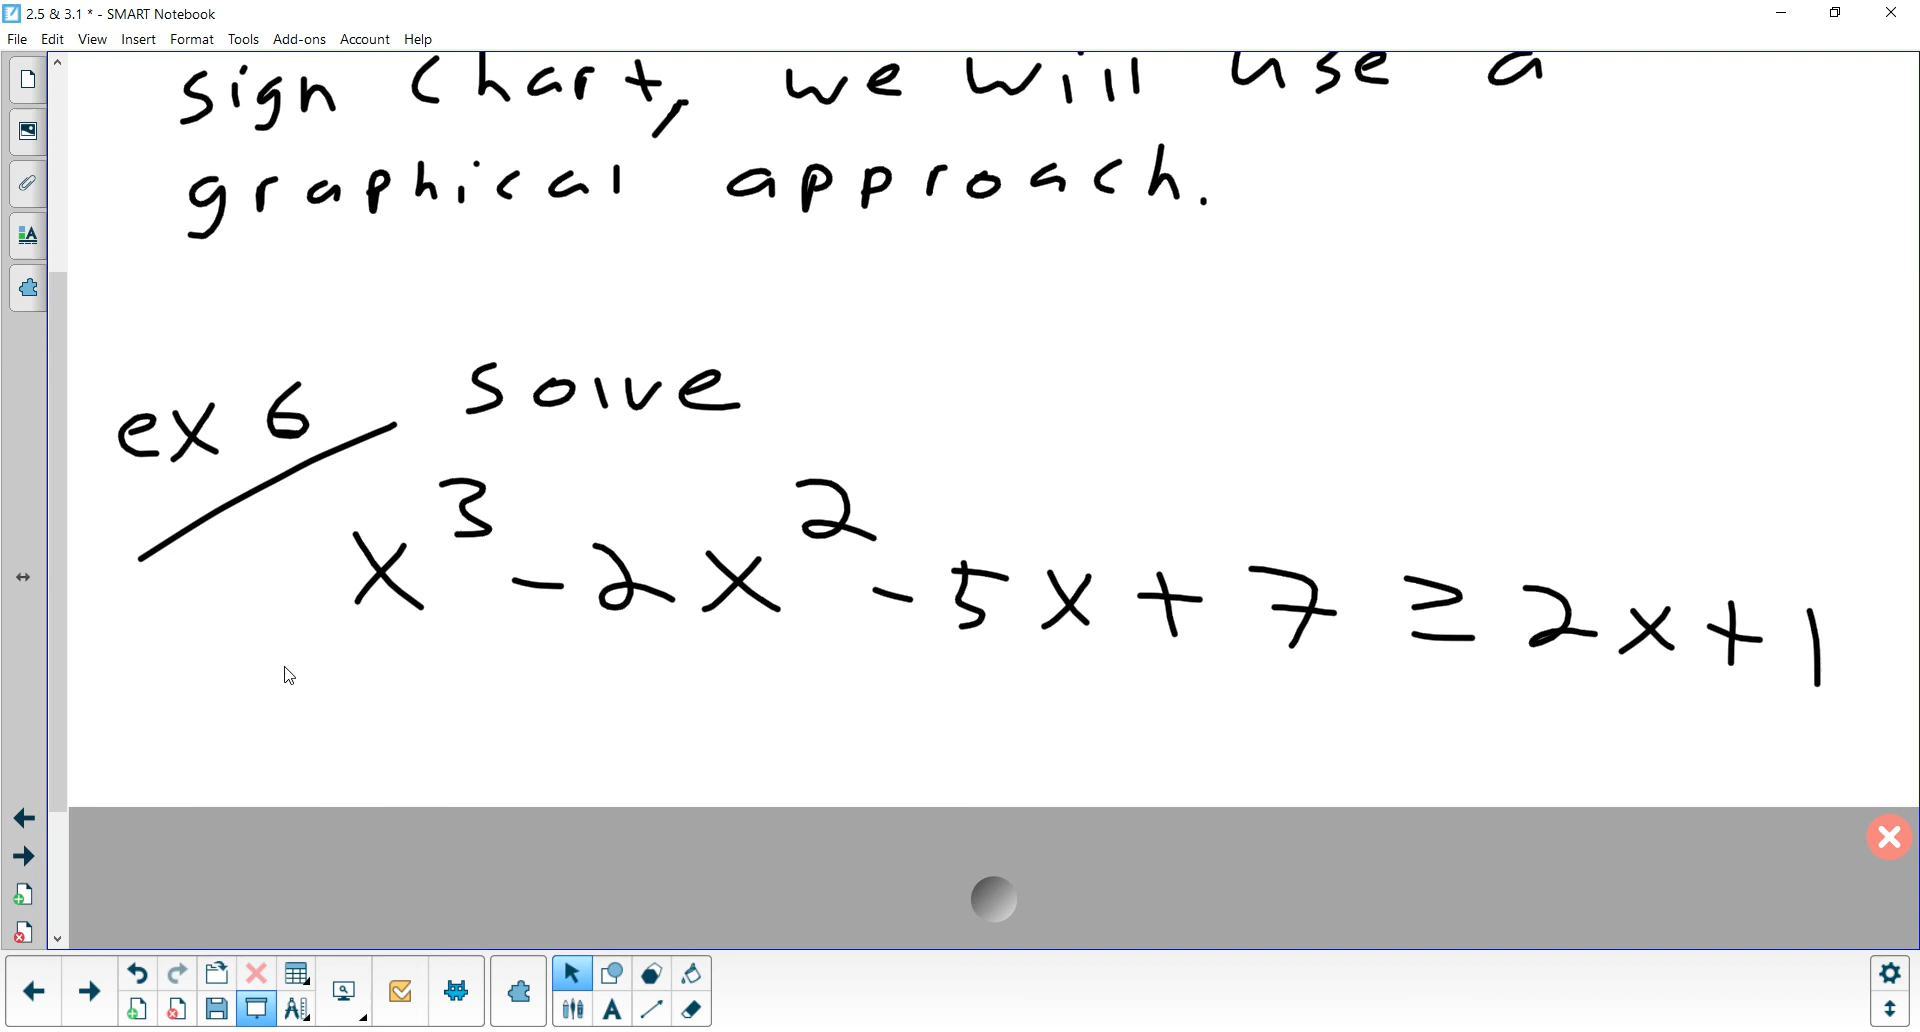 2.5 & 3.1 * - SMART Notebook
File Edit View Insert Format Tools Add-ons Account Help
sign chart, we will use a
graphical approach.
ex 6 solve
x³ - 2x² - 5x + 7 ≥ 2x + 1